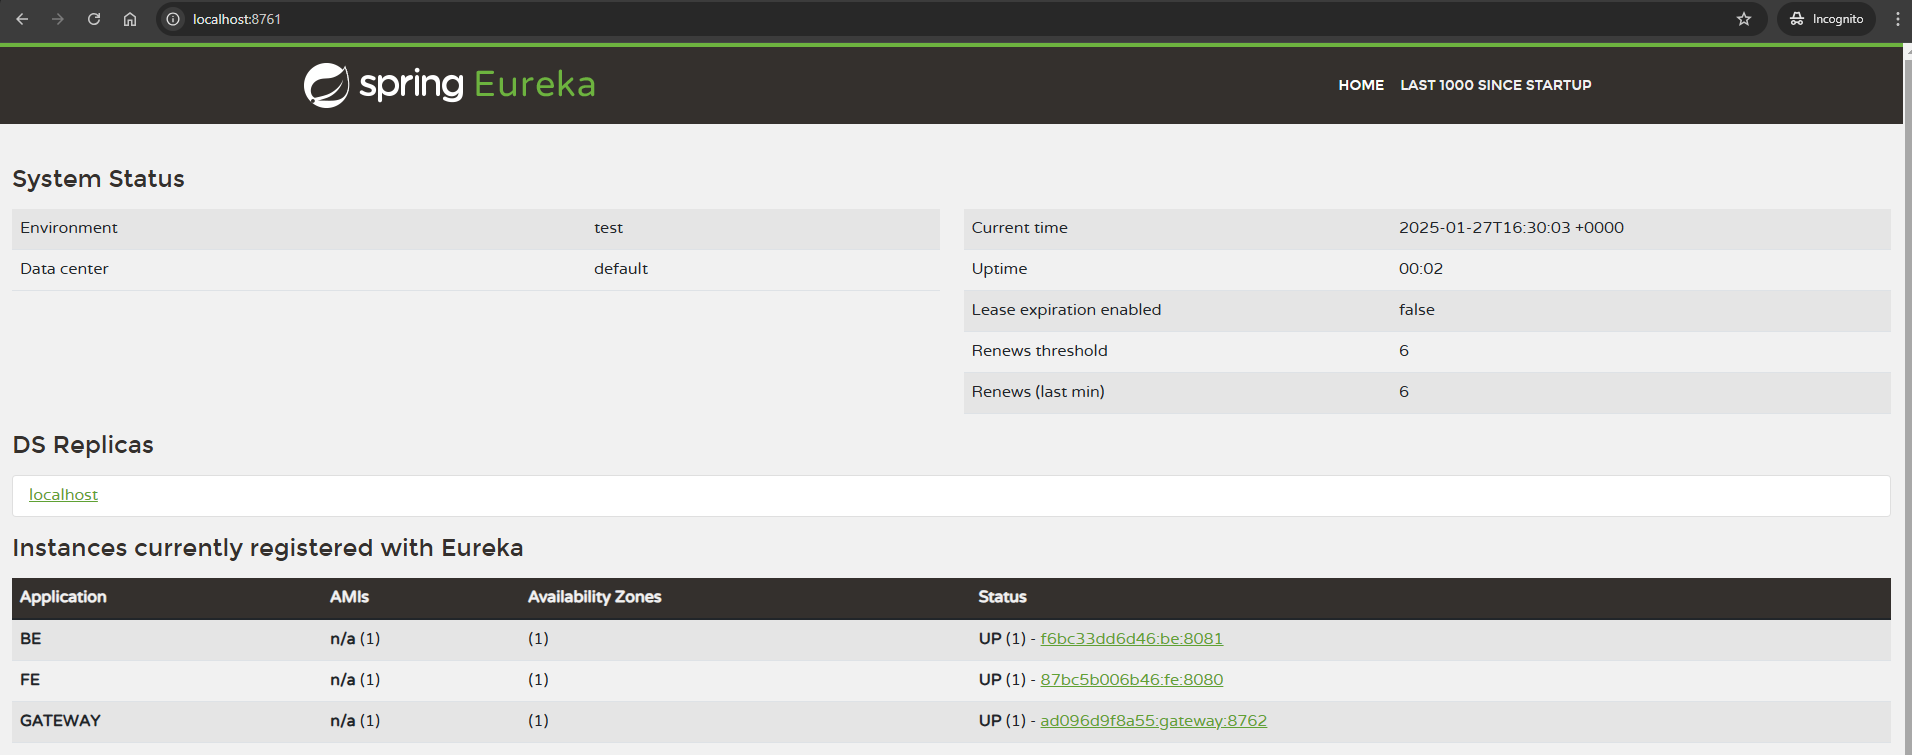 localhost:8761
Incognito
spring Eureka
HOME LAST 1000 SINCE STARTUP
System Status
Environment test
Data center default
Current time 2025-01-27T16:30:03 +0000
Uptime 00:02
Lease expiration enabled false
Renews threshold 6
Renews (last min) 6
DS Replicas
localhost
Instances currently registered with Eureka
Application AMIs Availability Zones Status
BE n/a (1) (1) UP (1) - f6bc33dd6d46:be:8081
FE n/a (1) (1) UP (1) - 87bc5b006b46:fe:8080
GATEWAY n/a (1) (1) UP (1) - ad096d9f8a55:gateway:8762